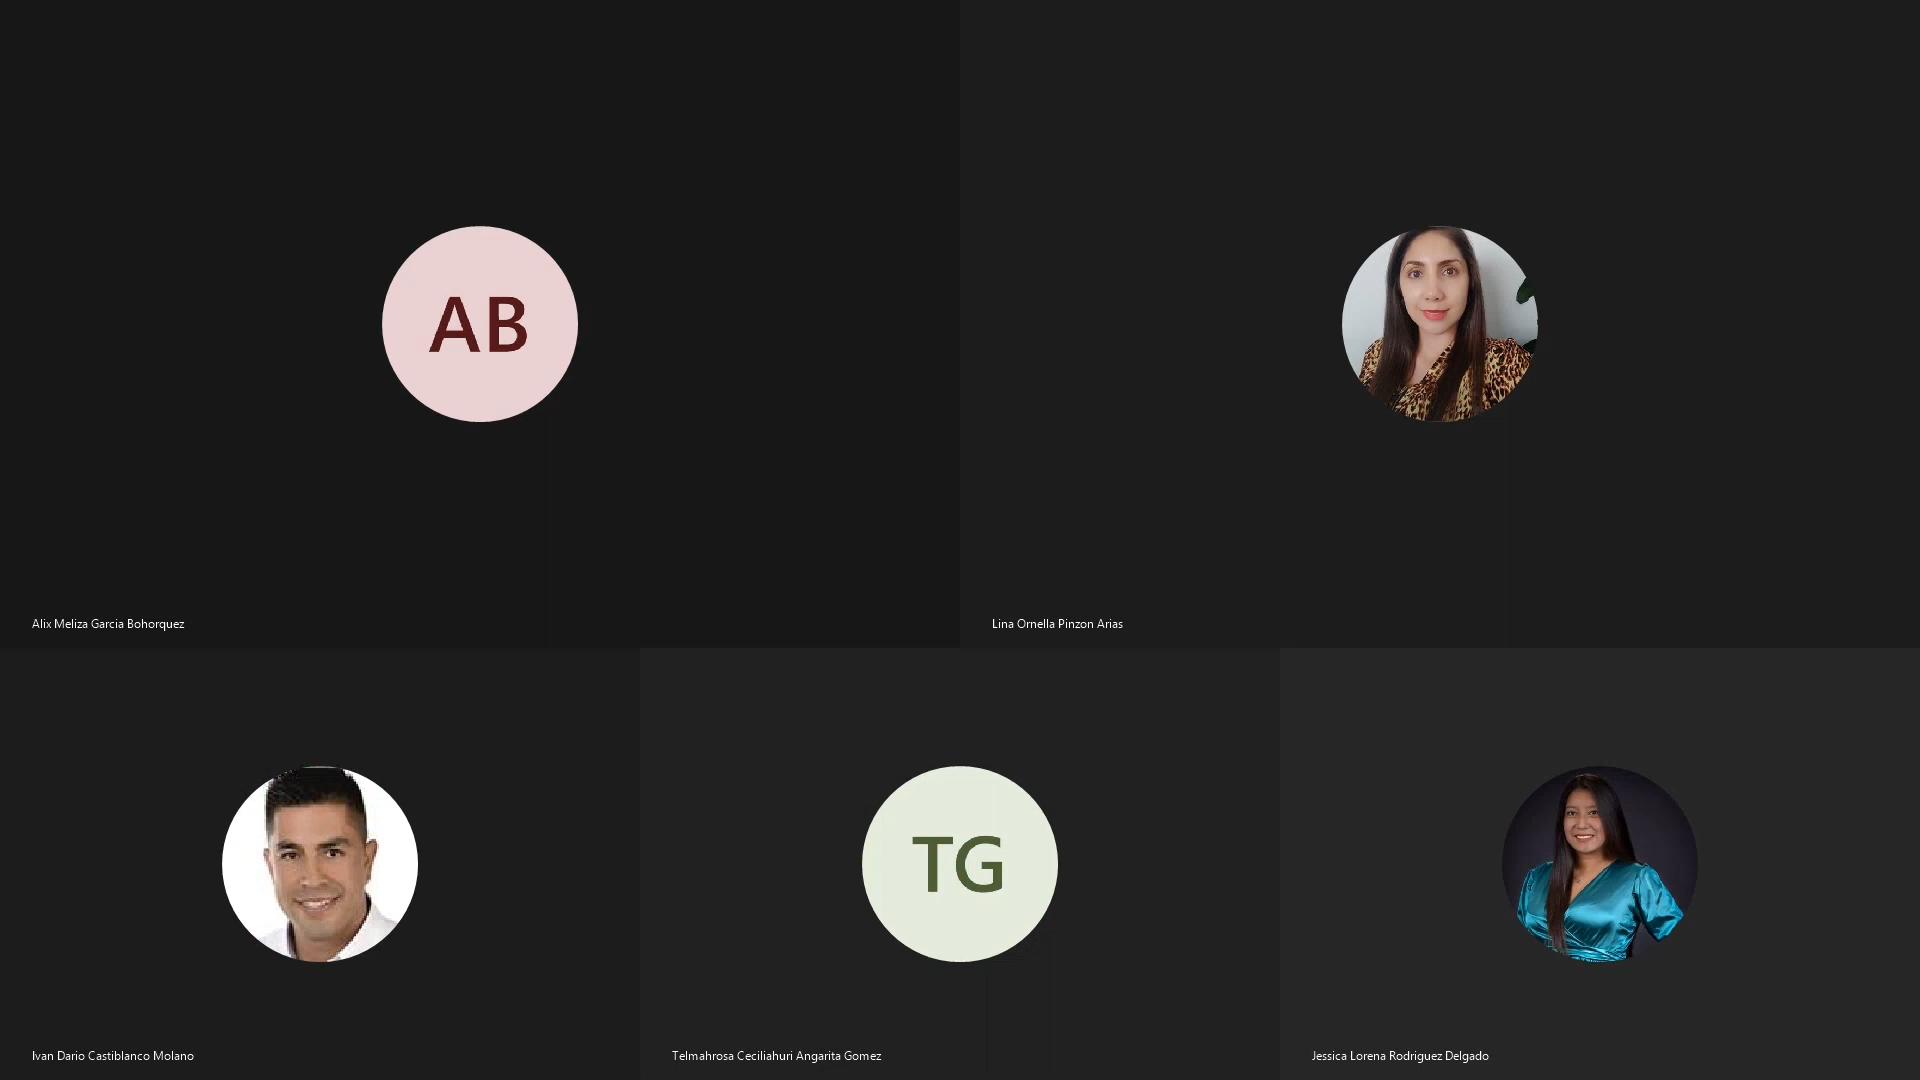 AB
Alix Meliza Garcia Bohorquez
Lina Ornella Pinzon Arias
TG
Ivan Dario Castiblanco Molano
Telmahrosa Ceciliahuri Angarita Gomez
Jessica Lorena Rodriguez Delgado